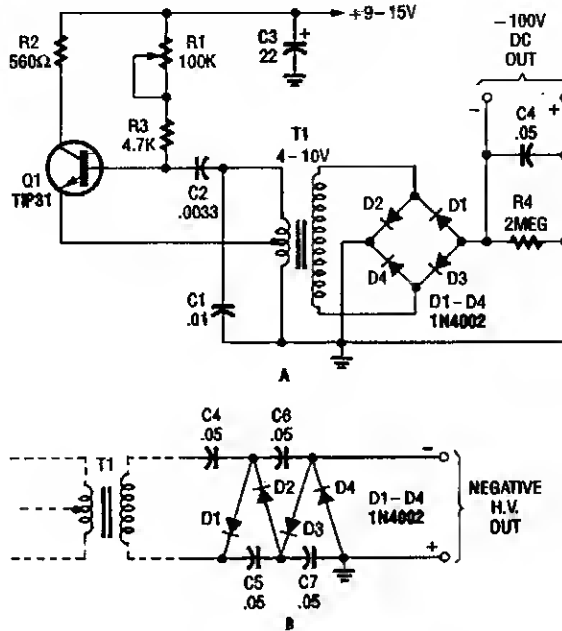 +9–15V
R2
560Ω
R1
100K
C3
22
+
–100V
DC
OUT
R3
4.7K
T1
4–10V
–
+
C4
.05
Q1
TIP31
C2
.0033
D2
D1
R4
2MEG
D4
D3
C1
.01
D1–D4
1N4002
A
C4
.05
C6
.05
T1
–
D2
D4
D1–D4
1N4002
NEGATIVE
H.V.
OUT
D1
D3
+
C5
.05
C7
.05
B